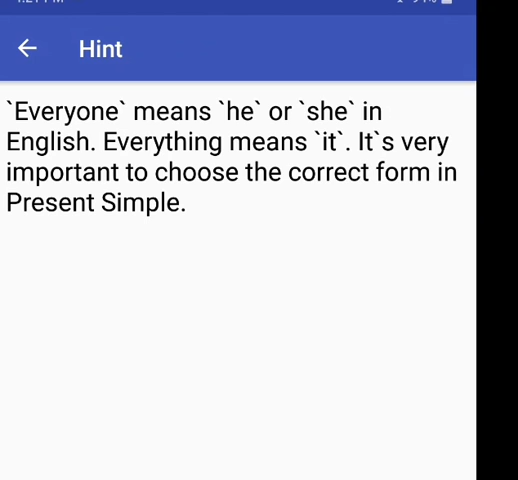 Hint
`Everyone` means `he` or `she` in
English. Everything means `it`. It`s very
important to choose the correct form in
Present Simple.